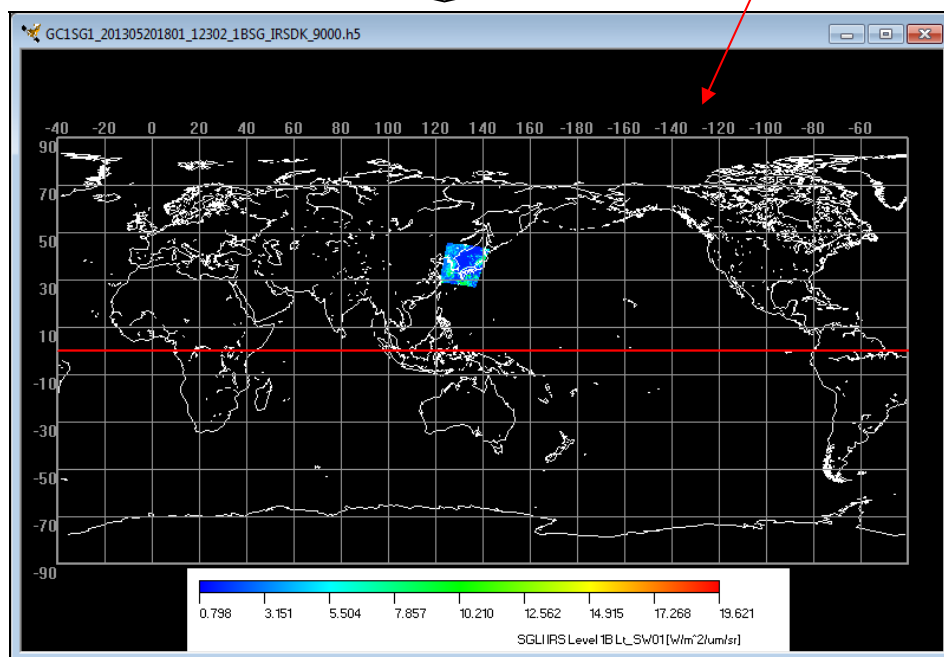 GC1SG1_201305201801_12302_1BSG_IRSDK_9000.h5
-40 -20 0 20 40 60 80 100 120 140 160 -180 -160 -140 -120 -100 -80 -60
90
70
50
30
10
-10
-30
-50
-70
-90
0.798 3.151 5.504 7.857 10.210 12.562 14.915 17.268 19.621
SGLI IRS Level 1B Lt_SW01 [W/m^2/um/sr]